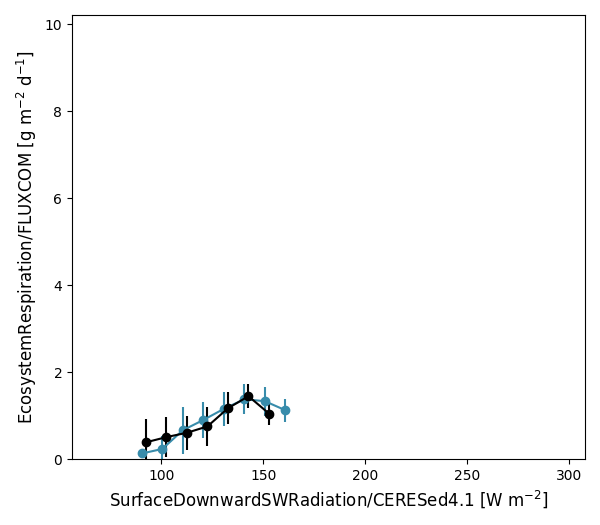 10
8
6
4
2
0
EcosystemRespiration/FLUXCOM [g m⁻² d⁻¹]
100 150 200 250 300
SurfaceDownwardSWRadiation/CERESed4.1 [W m⁻²]